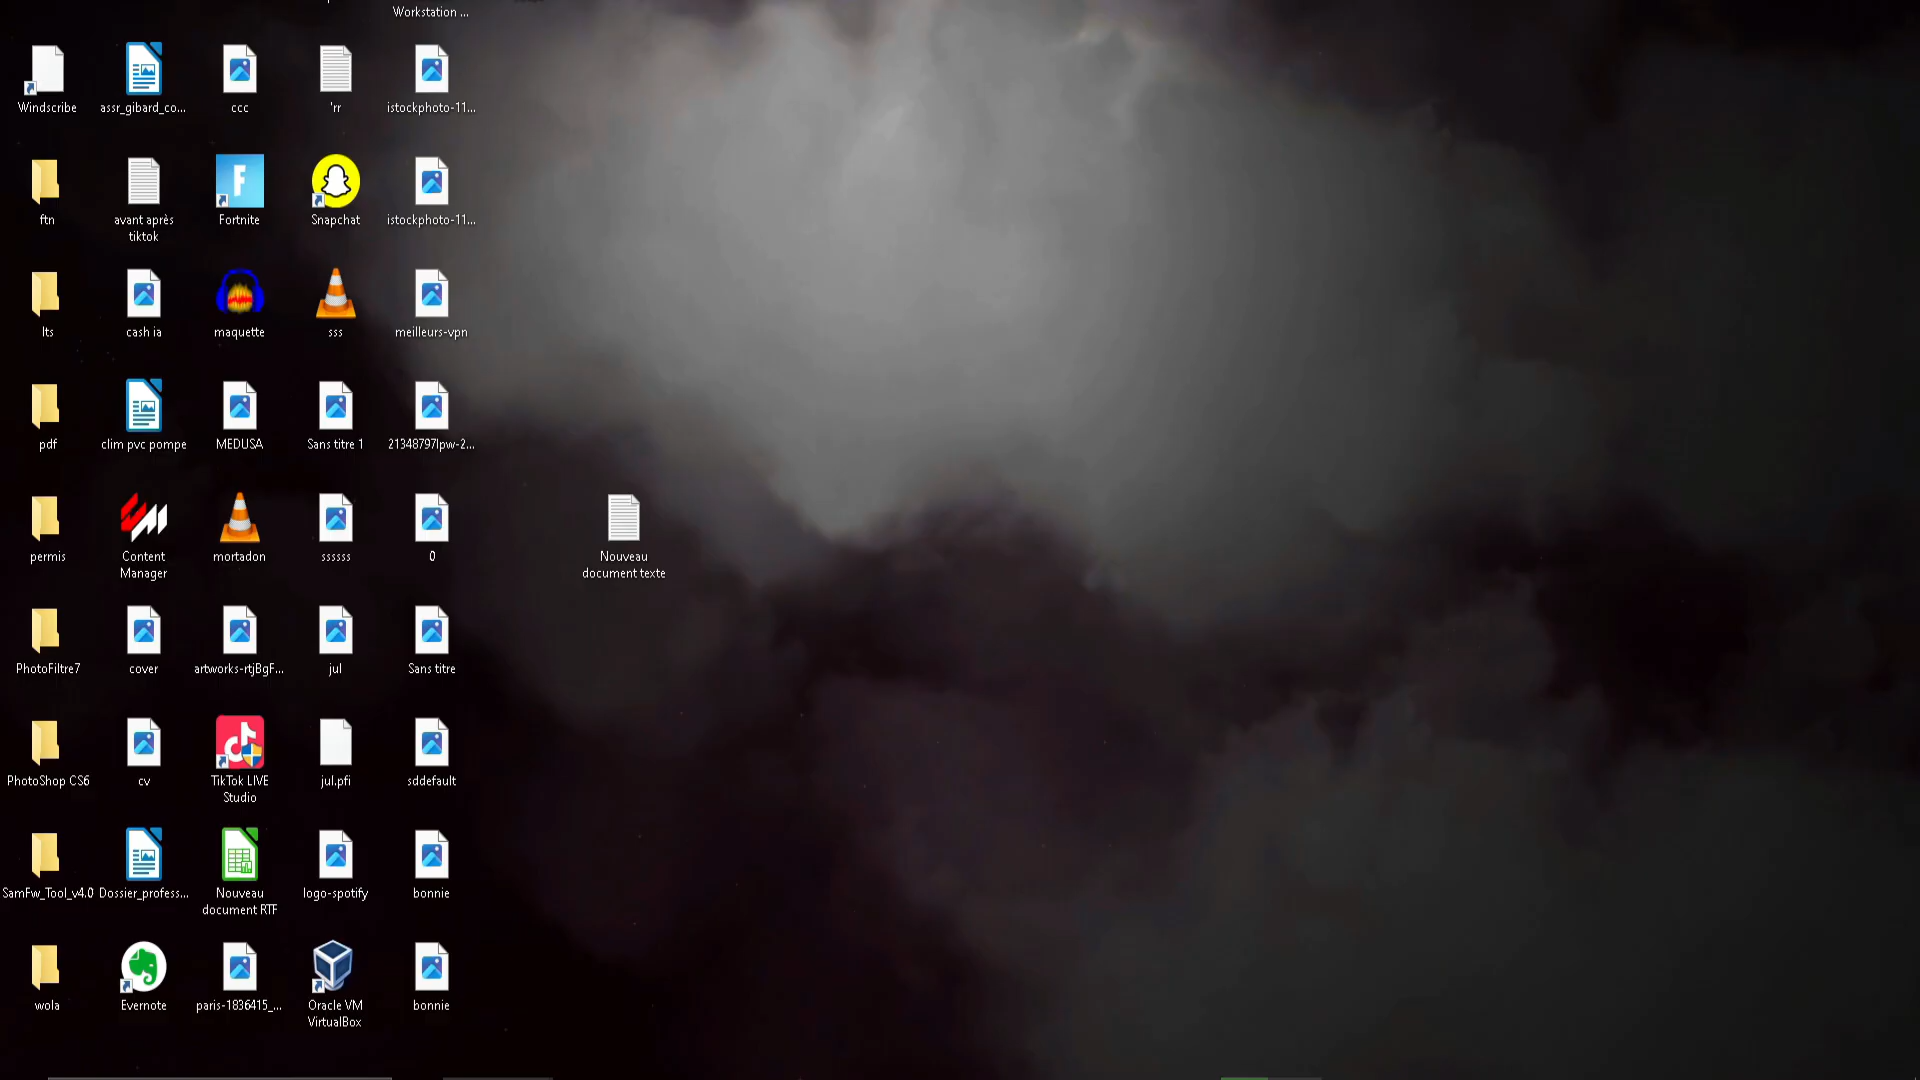 Workstation ...
Windscribe
assr_gibard_co...
ccc
'rr
istockphoto-11...
ftn
avant après
tiktok
Fortnite
Snapchat
istockphoto-11...
lts
cash ia
maquette
sss
meilleurs-vpn
pdf
clim pvc pompe
MEDUSA
Sans titre 1
21348797lpw-2...
permis
Content
Manager
mortadon
ssssss
0
Nouveau
document texte
PhotoFiltre7
cover
artworks-rtjBgF...
jul
Sans titre
PhotoShop CS6
cv
TikTok LIVE
Studio
jul.pfi
sddefault
SamFw_Tool_v4.0
Dossier_profess...
Nouveau
document RTF
logo-spotify
bonnie
wola
Evernote
paris-1836415_...
Oracle VM
VirtualBox
bonnie